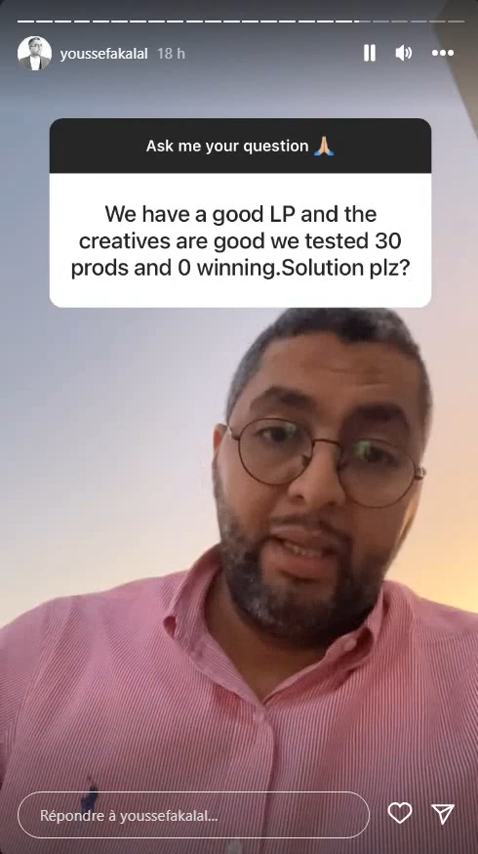 youssefakalal 18 h
Ask me your question 🙏🏼
We have a good LP and the
creatives are good we tested 30
prods and 0 winning.Solution plz?
Répondre à youssefakalal...